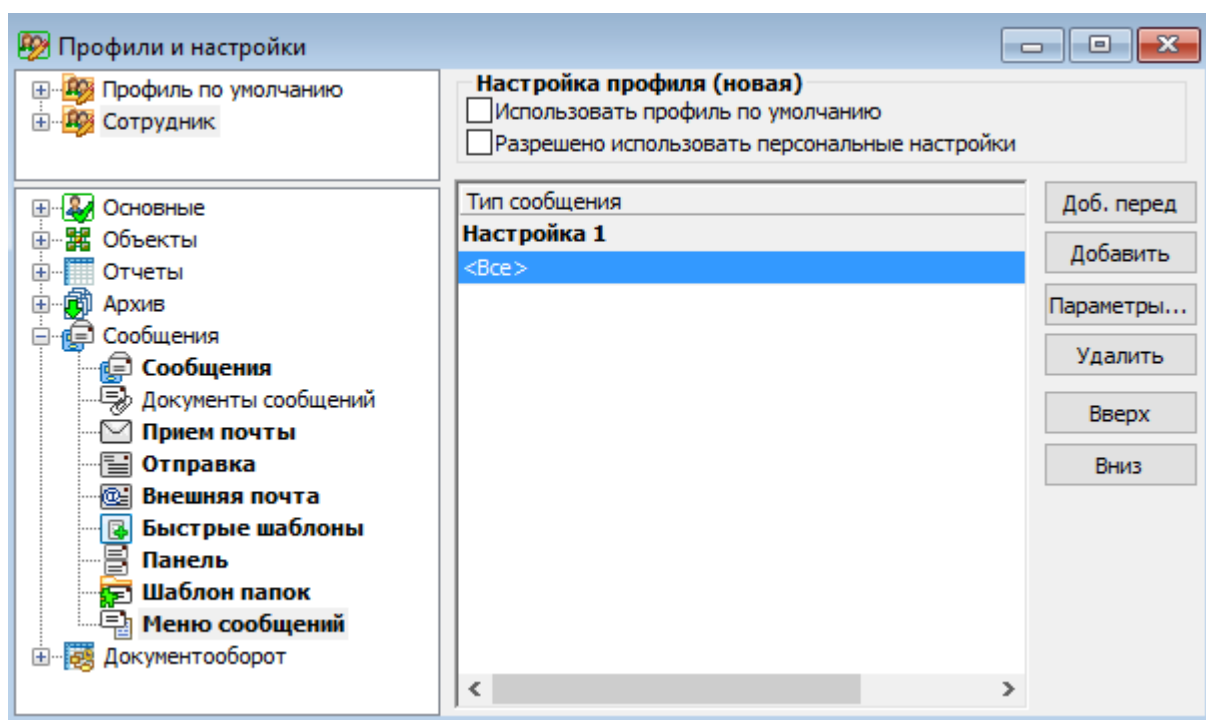 Профили и настройки
Профиль по умолчанию
Сотрудник
Настройка профиля (новая)
Использовать профиль по умолчанию
Разрешено использовать персональные настройки
Основные
Объекты
Отчеты
Архив
Сообщения
Сообщения
Документы сообщений
Прием почты
Отправка
Внешняя почта
Быстрые шаблоны
Панель
Шаблон папок
Меню сообщений
Документооборот
Тип сообщения
Настройка 1
<Все>
Доб. перед
Добавить
Параметры...
Удалить
Вверх
Вниз